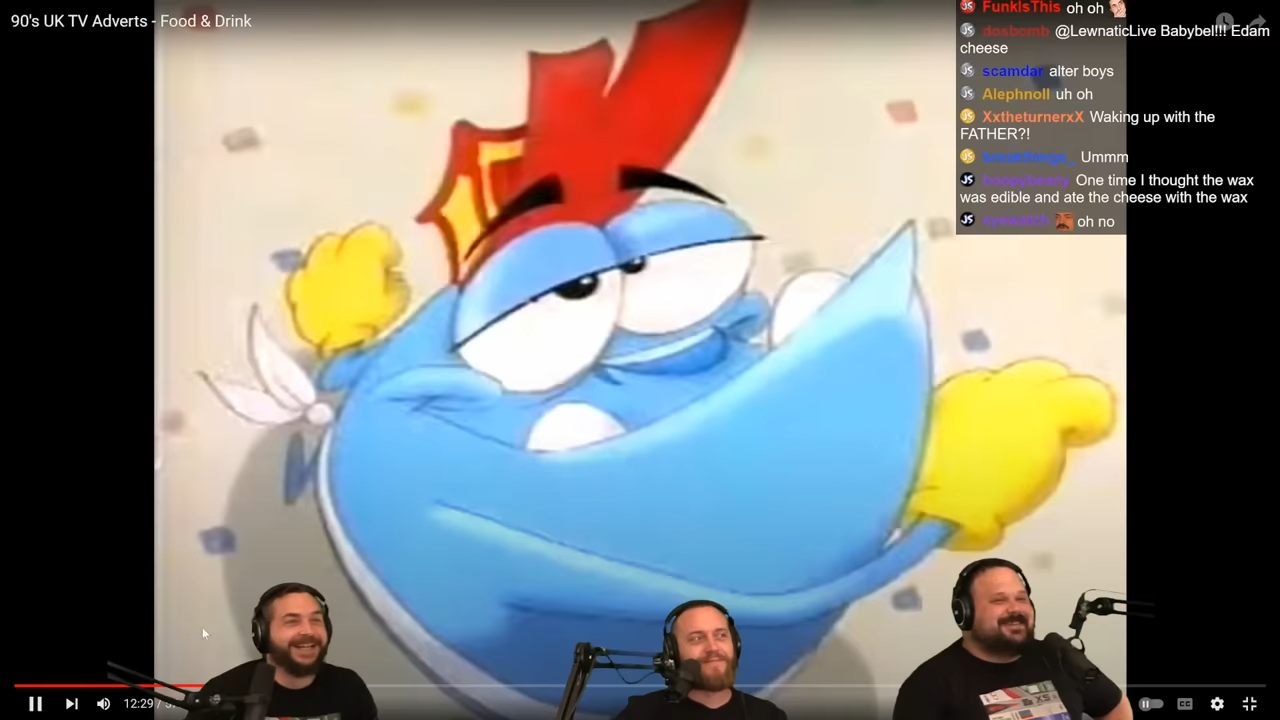 90's UK TV Adverts - Food & Drink
FunkIsThis oh oh
dosbomb @LewnaticLive Babybel!!! Edam
cheese
scamdar alter boys
Alephnoll uh oh
XxtheturnerxX Waking up with the
FATHER?!
Ummm
One time I thought the wax
was edible and ate the cheese with the wax
oh no
12:29